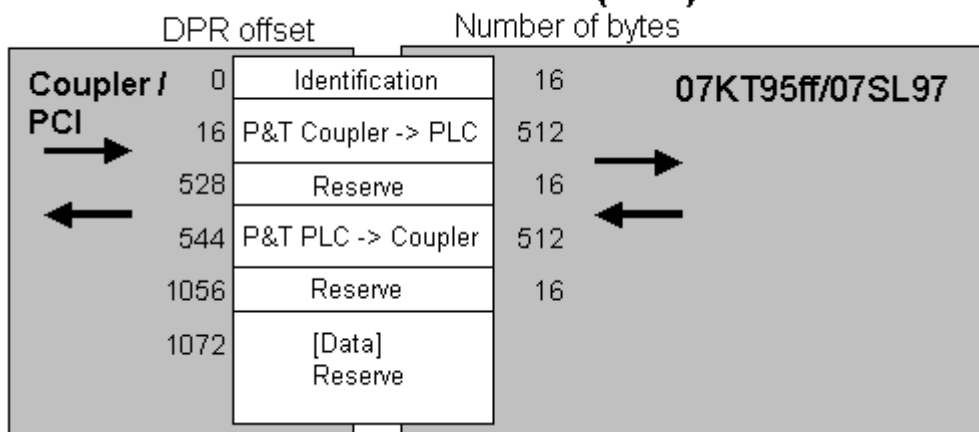 DPR offset Number of bytes
Coupler / 0 Identification 16 07KT95ff/07SL97
PCI 16 P&T Coupler -> PLC 512
528 Reserve 16
544 P&T PLC -> Coupler 512
1056 Reserve 16
1072 [Data]
Reserve